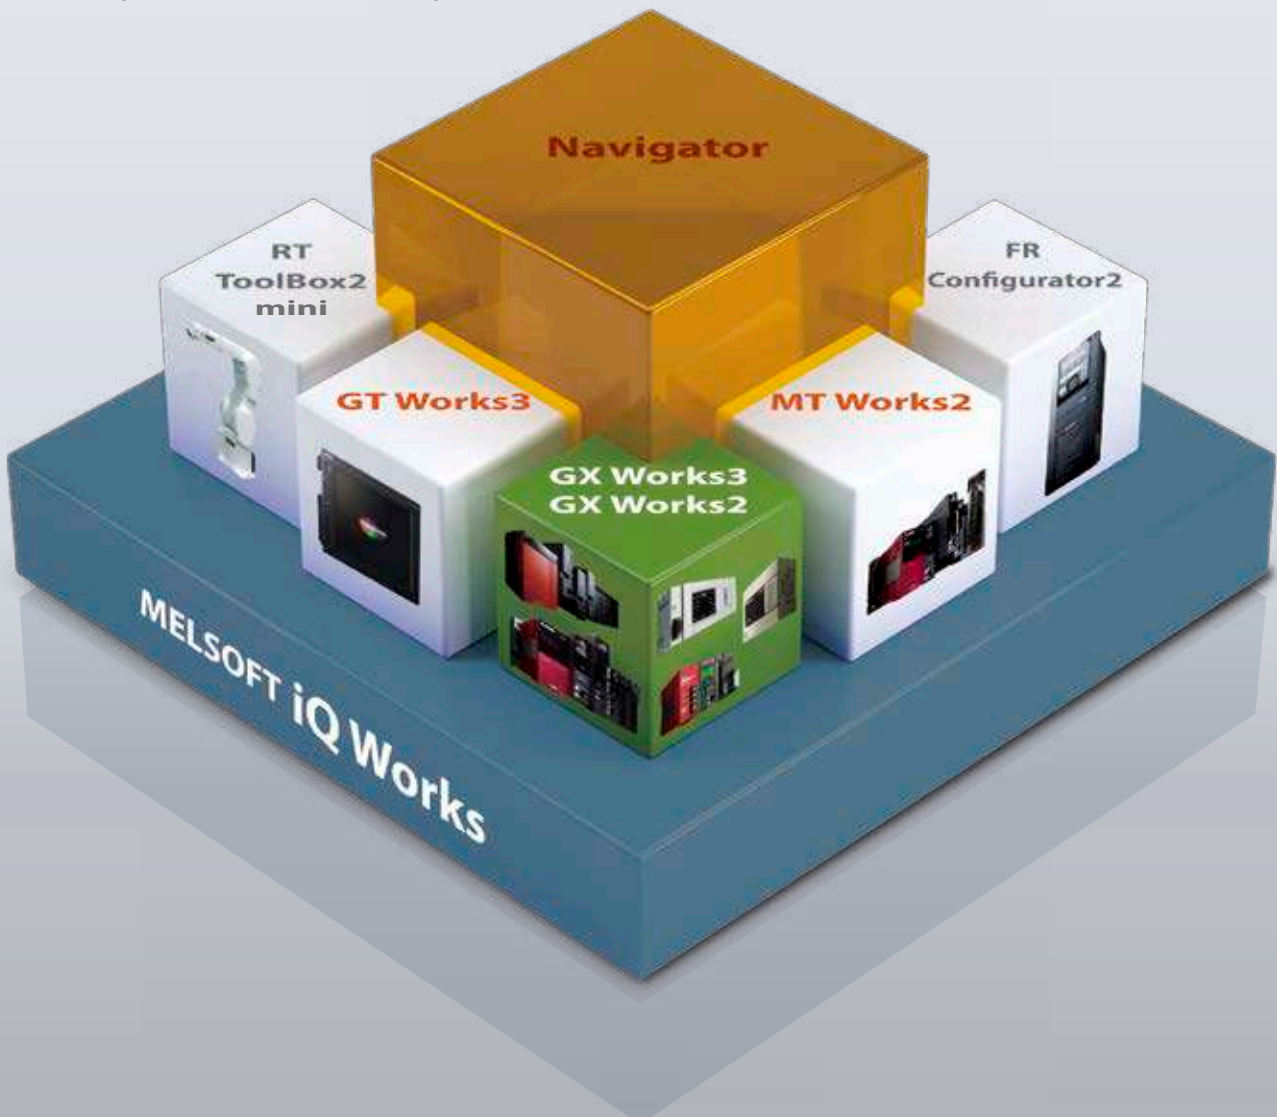 Navigator
RT
ToolBox2
mini
FR
Configurator2
GT Works3
MT Works2
GX Works3
GX Works2
MELSOFT iQ Works